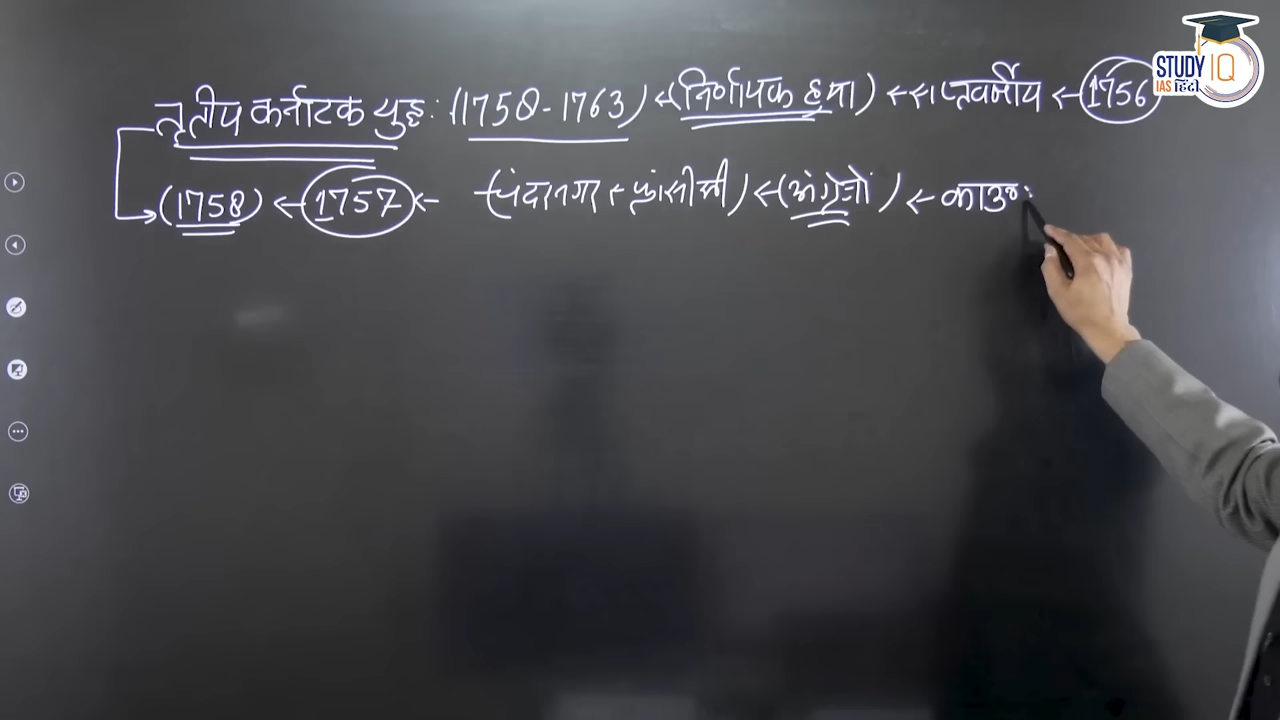 तृतीय कर्नाटक युद्ध: (1758-1763) ← (निर्णायक हुआ) ← सप्तवर्षीय ← 1756
(1758) ← 1757 ← (चंद्रानगर + फ्रांसीसी) ← (अंग्रेजों) ← काउ
STUDY IQ
IAS हिंदी